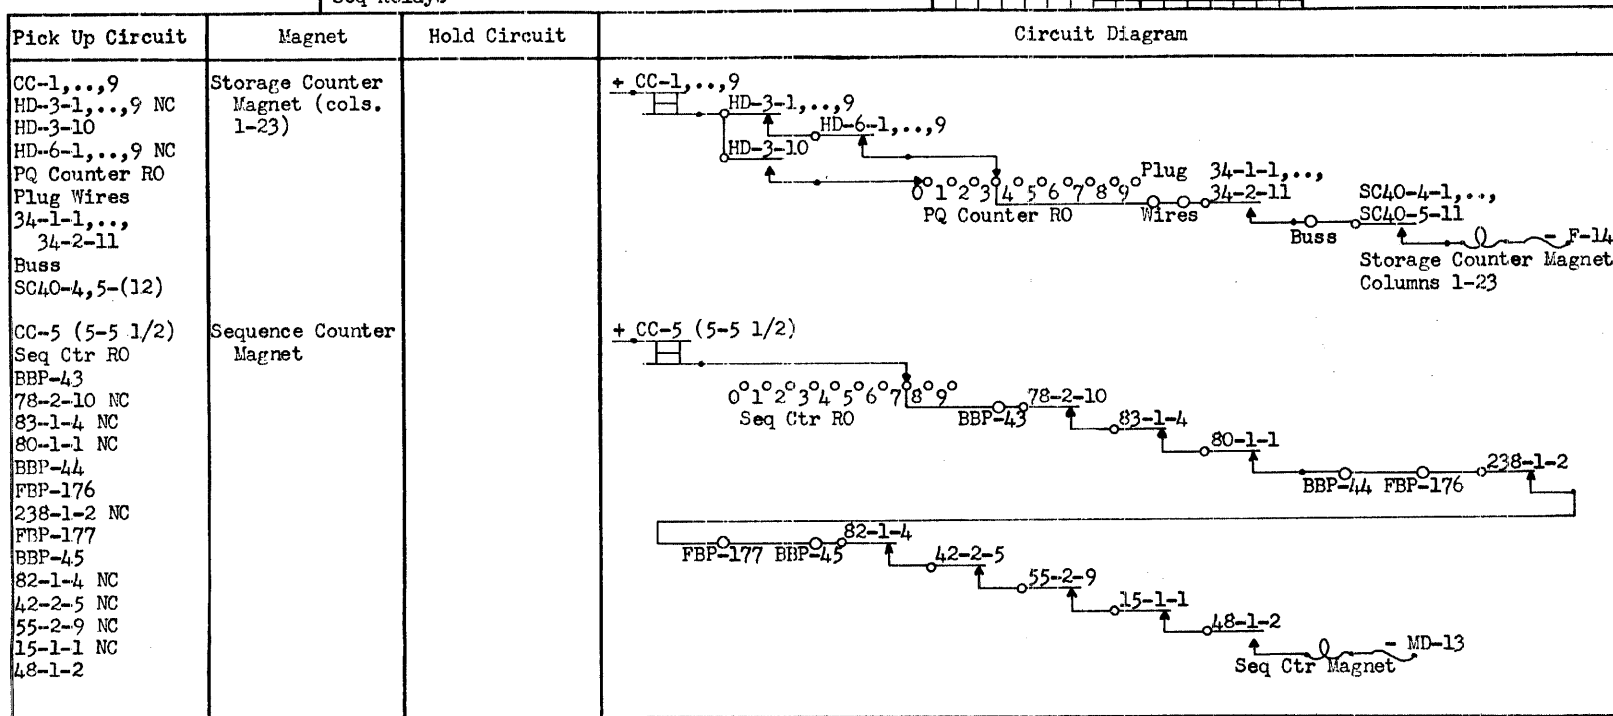 Pick Up Circuit
Magnet
Hold Circuit
Circuit Diagram
CC-1,..,9
HD-3-1,..,9 NC
HD-3-10
HD-6-1,..,9 NC
PQ Counter RO
Plug Wires
34-1-1,..,
34-2-11
Buss
SC40-4,5-(12)
Storage Counter
Magnet (cols.
1-23)
+ CC-1,..,9
HD-3-1,..,9
HD-6-1,..,9
HD-3-10
0 1 2 3 4 5 6 7 8 9
PQ Counter RO
Plug
Wires
34-1-1,..,
34-2-11
Buss
SC40-4-1,..,
SC40-5-11
- F-14
Storage Counter Magnet
Columns 1-23
CC-5 (5-5 1/2)
Seq Ctr RO
BBP-43
78-2-10 NC
83-1-4 NC
80-1-1 NC
BBP-44
FBP-176
238-1-2 NC
FBP-177
BBP-45
82-1-4 NC
42-2-5 NC
55-2-9 NC
15-1-1 NC
48-1-2
Sequence Counter
Magnet
+ CC-5 (5-5 1/2)
0 1 2 3 4 5 6 7 8 9
Seq Ctr RO
BBP-43
78-2-10
83-1-4
80-1-1
BBP-44
FBP-176
238-1-2
FBP-177
BBP-45
82-1-4
42-2-5
55-2-9
15-1-1
48-1-2
- MD-13
Seq Ctr Magnet